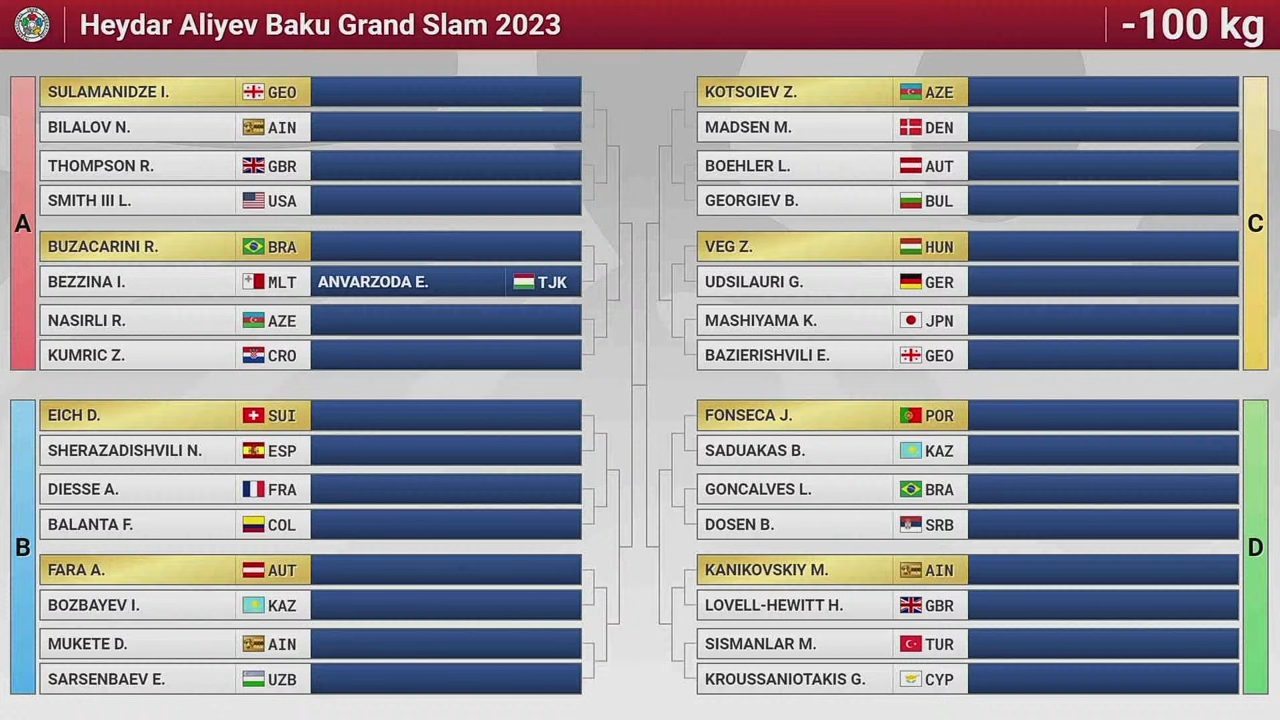 Heydar Aliyev Baku Grand Slam 2023
-100 kg
A
SULAMANIDZE I. GEO
BILALOV N. AIN
THOMPSON R. GBR
SMITH III L. USA
BUZACARINI R. BRA
BEZZINA I. MLT ANVARZODA E. TJK
NASIRLI R. AZE
KUMRIC Z. CRO
B
EICH D. SUI
SHERAZADISHVILI N. ESP
DIESSE A. FRA
BALANTA F. COL
FARA A. AUT
BOZBAYEV I. KAZ
MUKETE D. AIN
SARSENBAEV E. UZB
C
KOTSOIEV Z. AZE
MADSEN M. DEN
BOEHLER L. AUT
GEORGIEV B. BUL
VEG Z. HUN
UDSILAURI G. GER
MASHIYAMA K. JPN
BAZIERISHVILI E. GEO
D
FONSECA J. POR
SADUAKAS B. KAZ
GONCALVES L. BRA
DOSEN B. SRB
KANIKOVSKIY M. AIN
LOVELL-HEWITT H. GBR
SISMANLAR M. TUR
KROUSSANIOTAKIS G. CYP